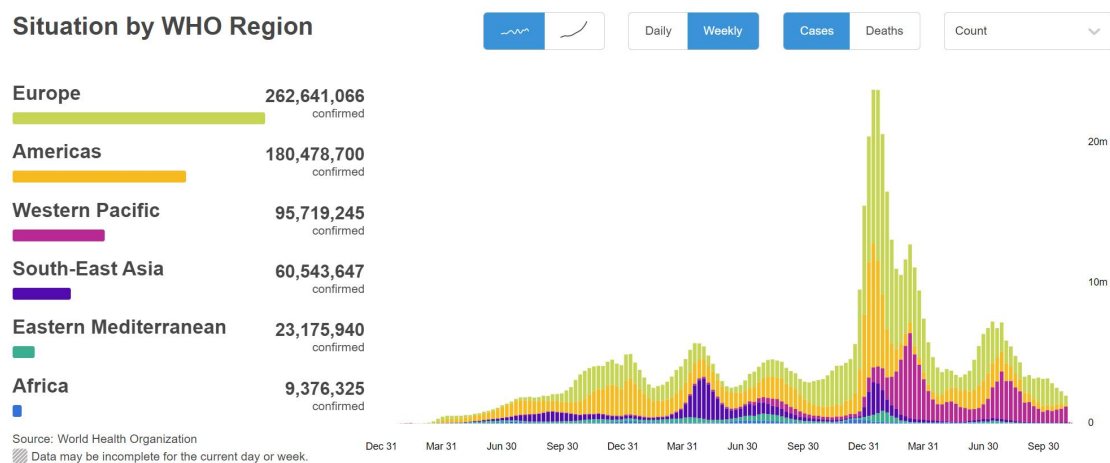 Situation by WHO Region
Daily
Weekly
Cases
Deaths
Count
Europe
262,641,066
confirmed
Americas
180,478,700
confirmed
Western Pacific
95,719,245
confirmed
South-East Asia
60,543,647
confirmed
Eastern Mediterranean
23,175,940
confirmed
Africa
9,376,325
confirmed
20m
10m
0
Dec 31 Mar 31 Jun 30 Sep 30 Dec 31 Mar 31 Jun 30 Sep 30 Dec 31 Mar 31 Jun 30 Sep 30
Source: World Health Organization
Data may be incomplete for the current day or week.